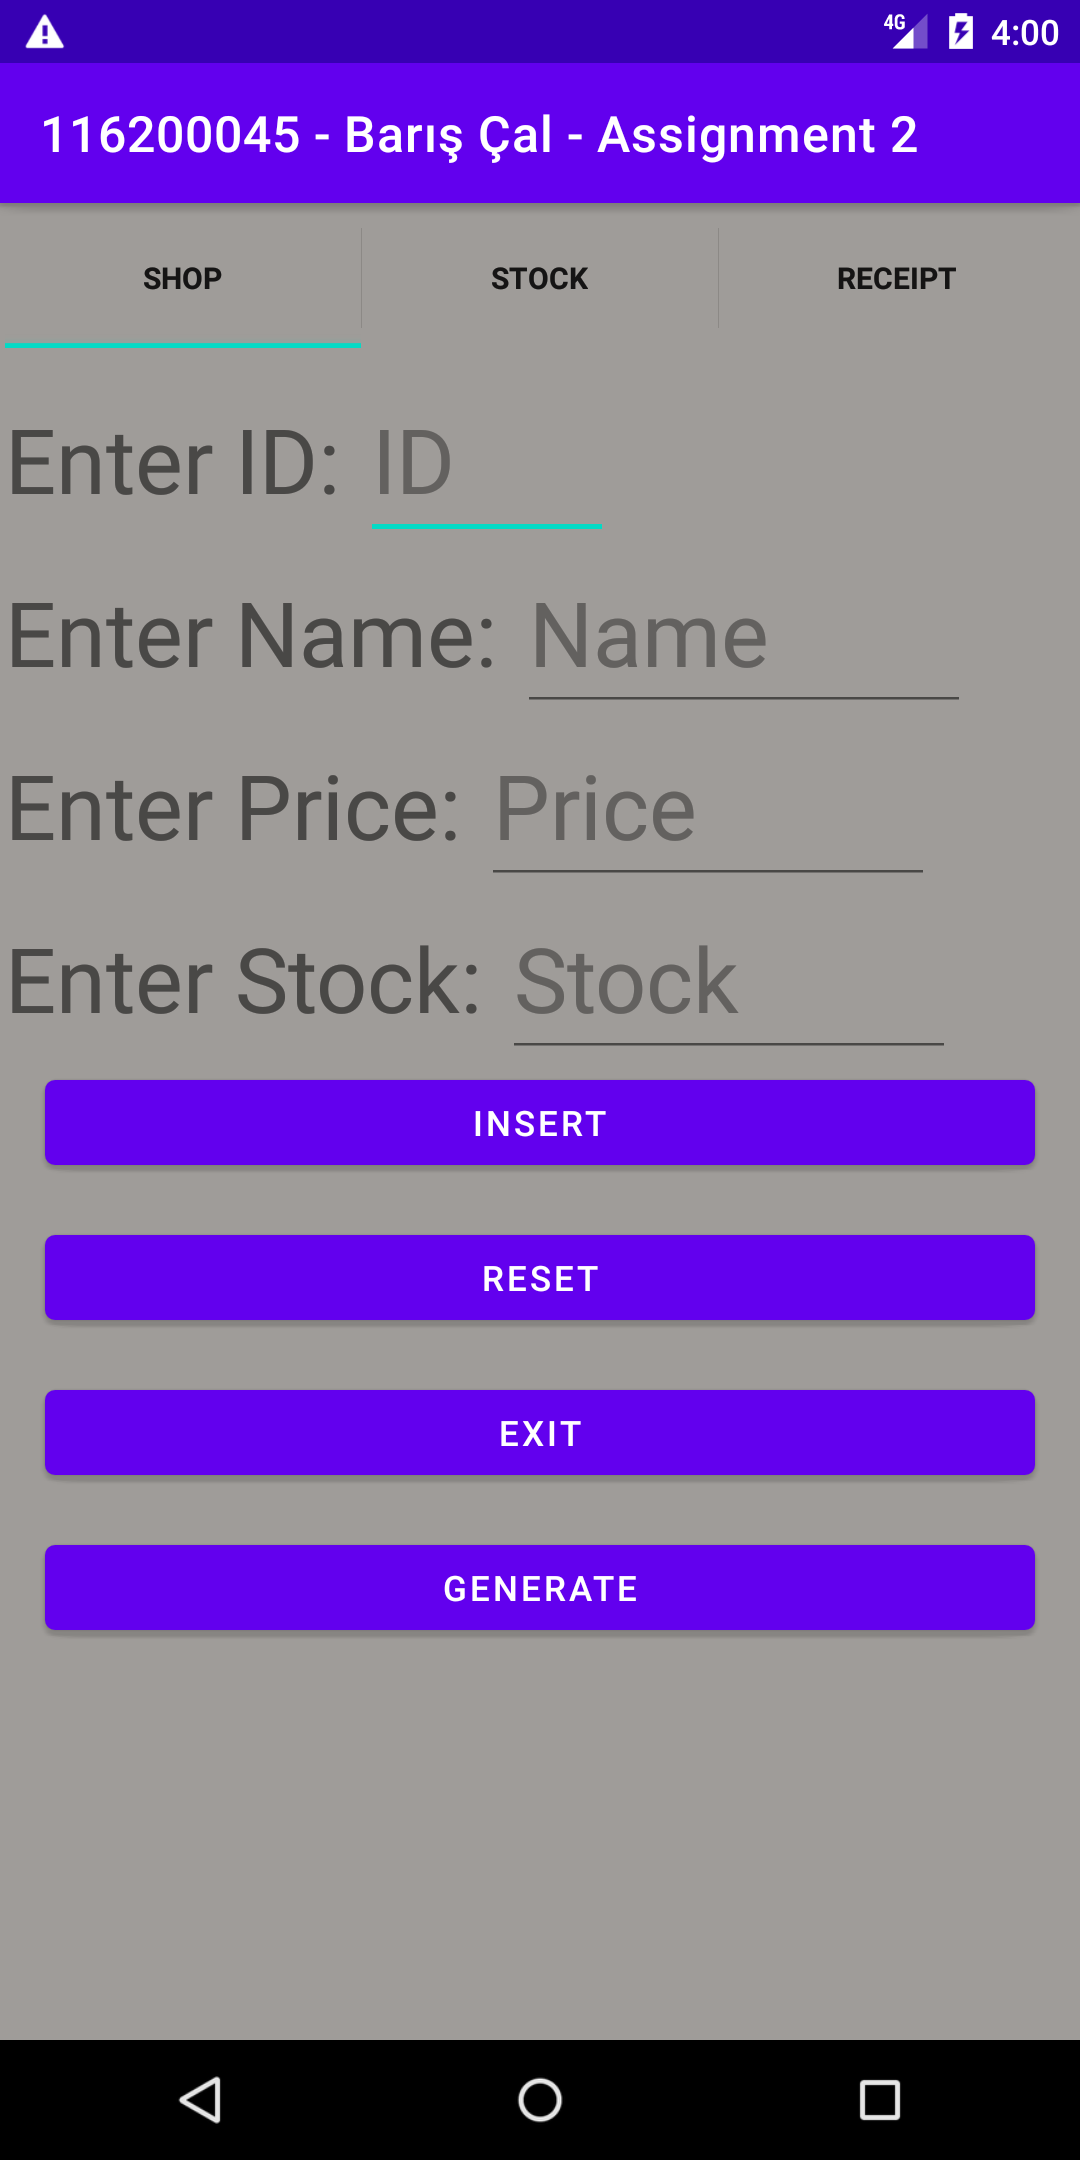 4G 4:00
116200045 - Barış Çal - Assignment 2
SHOP STOCK RECEIPT
Enter ID: ID
Enter Name: Name
Enter Price: Price
Enter Stock: Stock
INSERT
RESET
EXIT
GENERATE